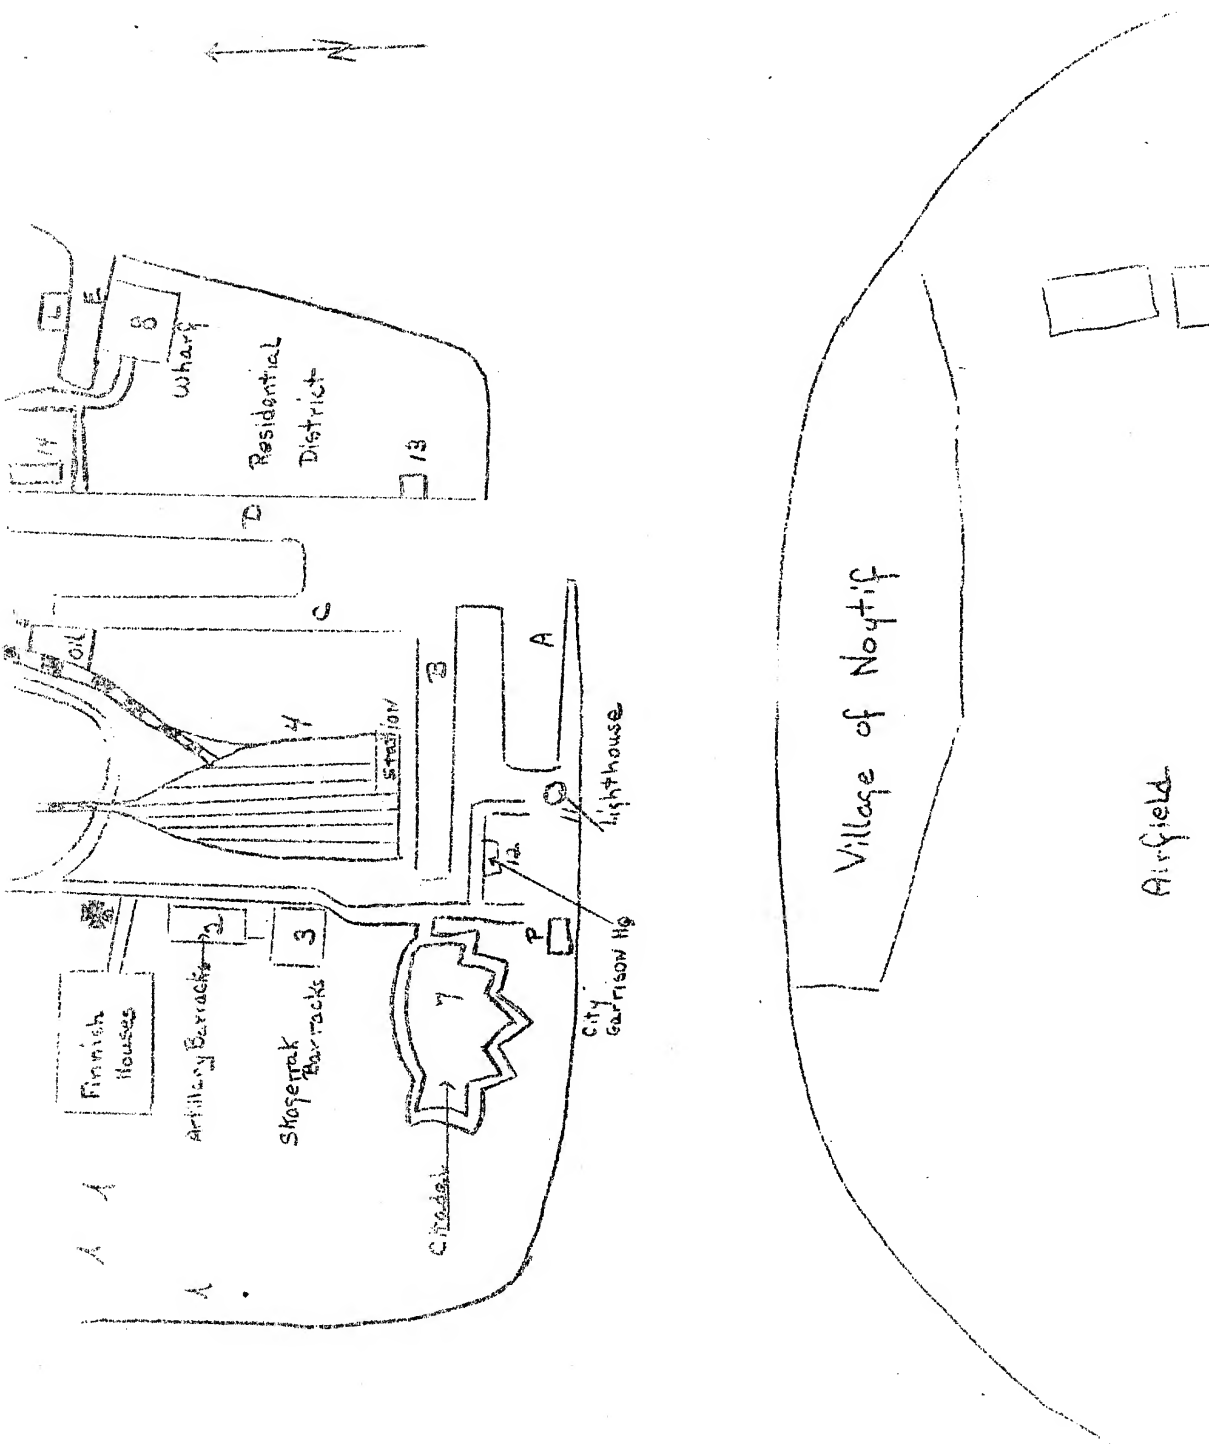 N
6
E
8
Wharf
14
Residential
District
13
D
C
Oil
B
A
4
Station
Lighthouse
11
12
P
City
Garrison Hq
2
3
7
Finnish
Houses
Artillery Barracks
Skagerrak
Barracks
Citadel
Village of Noytif
Airfield